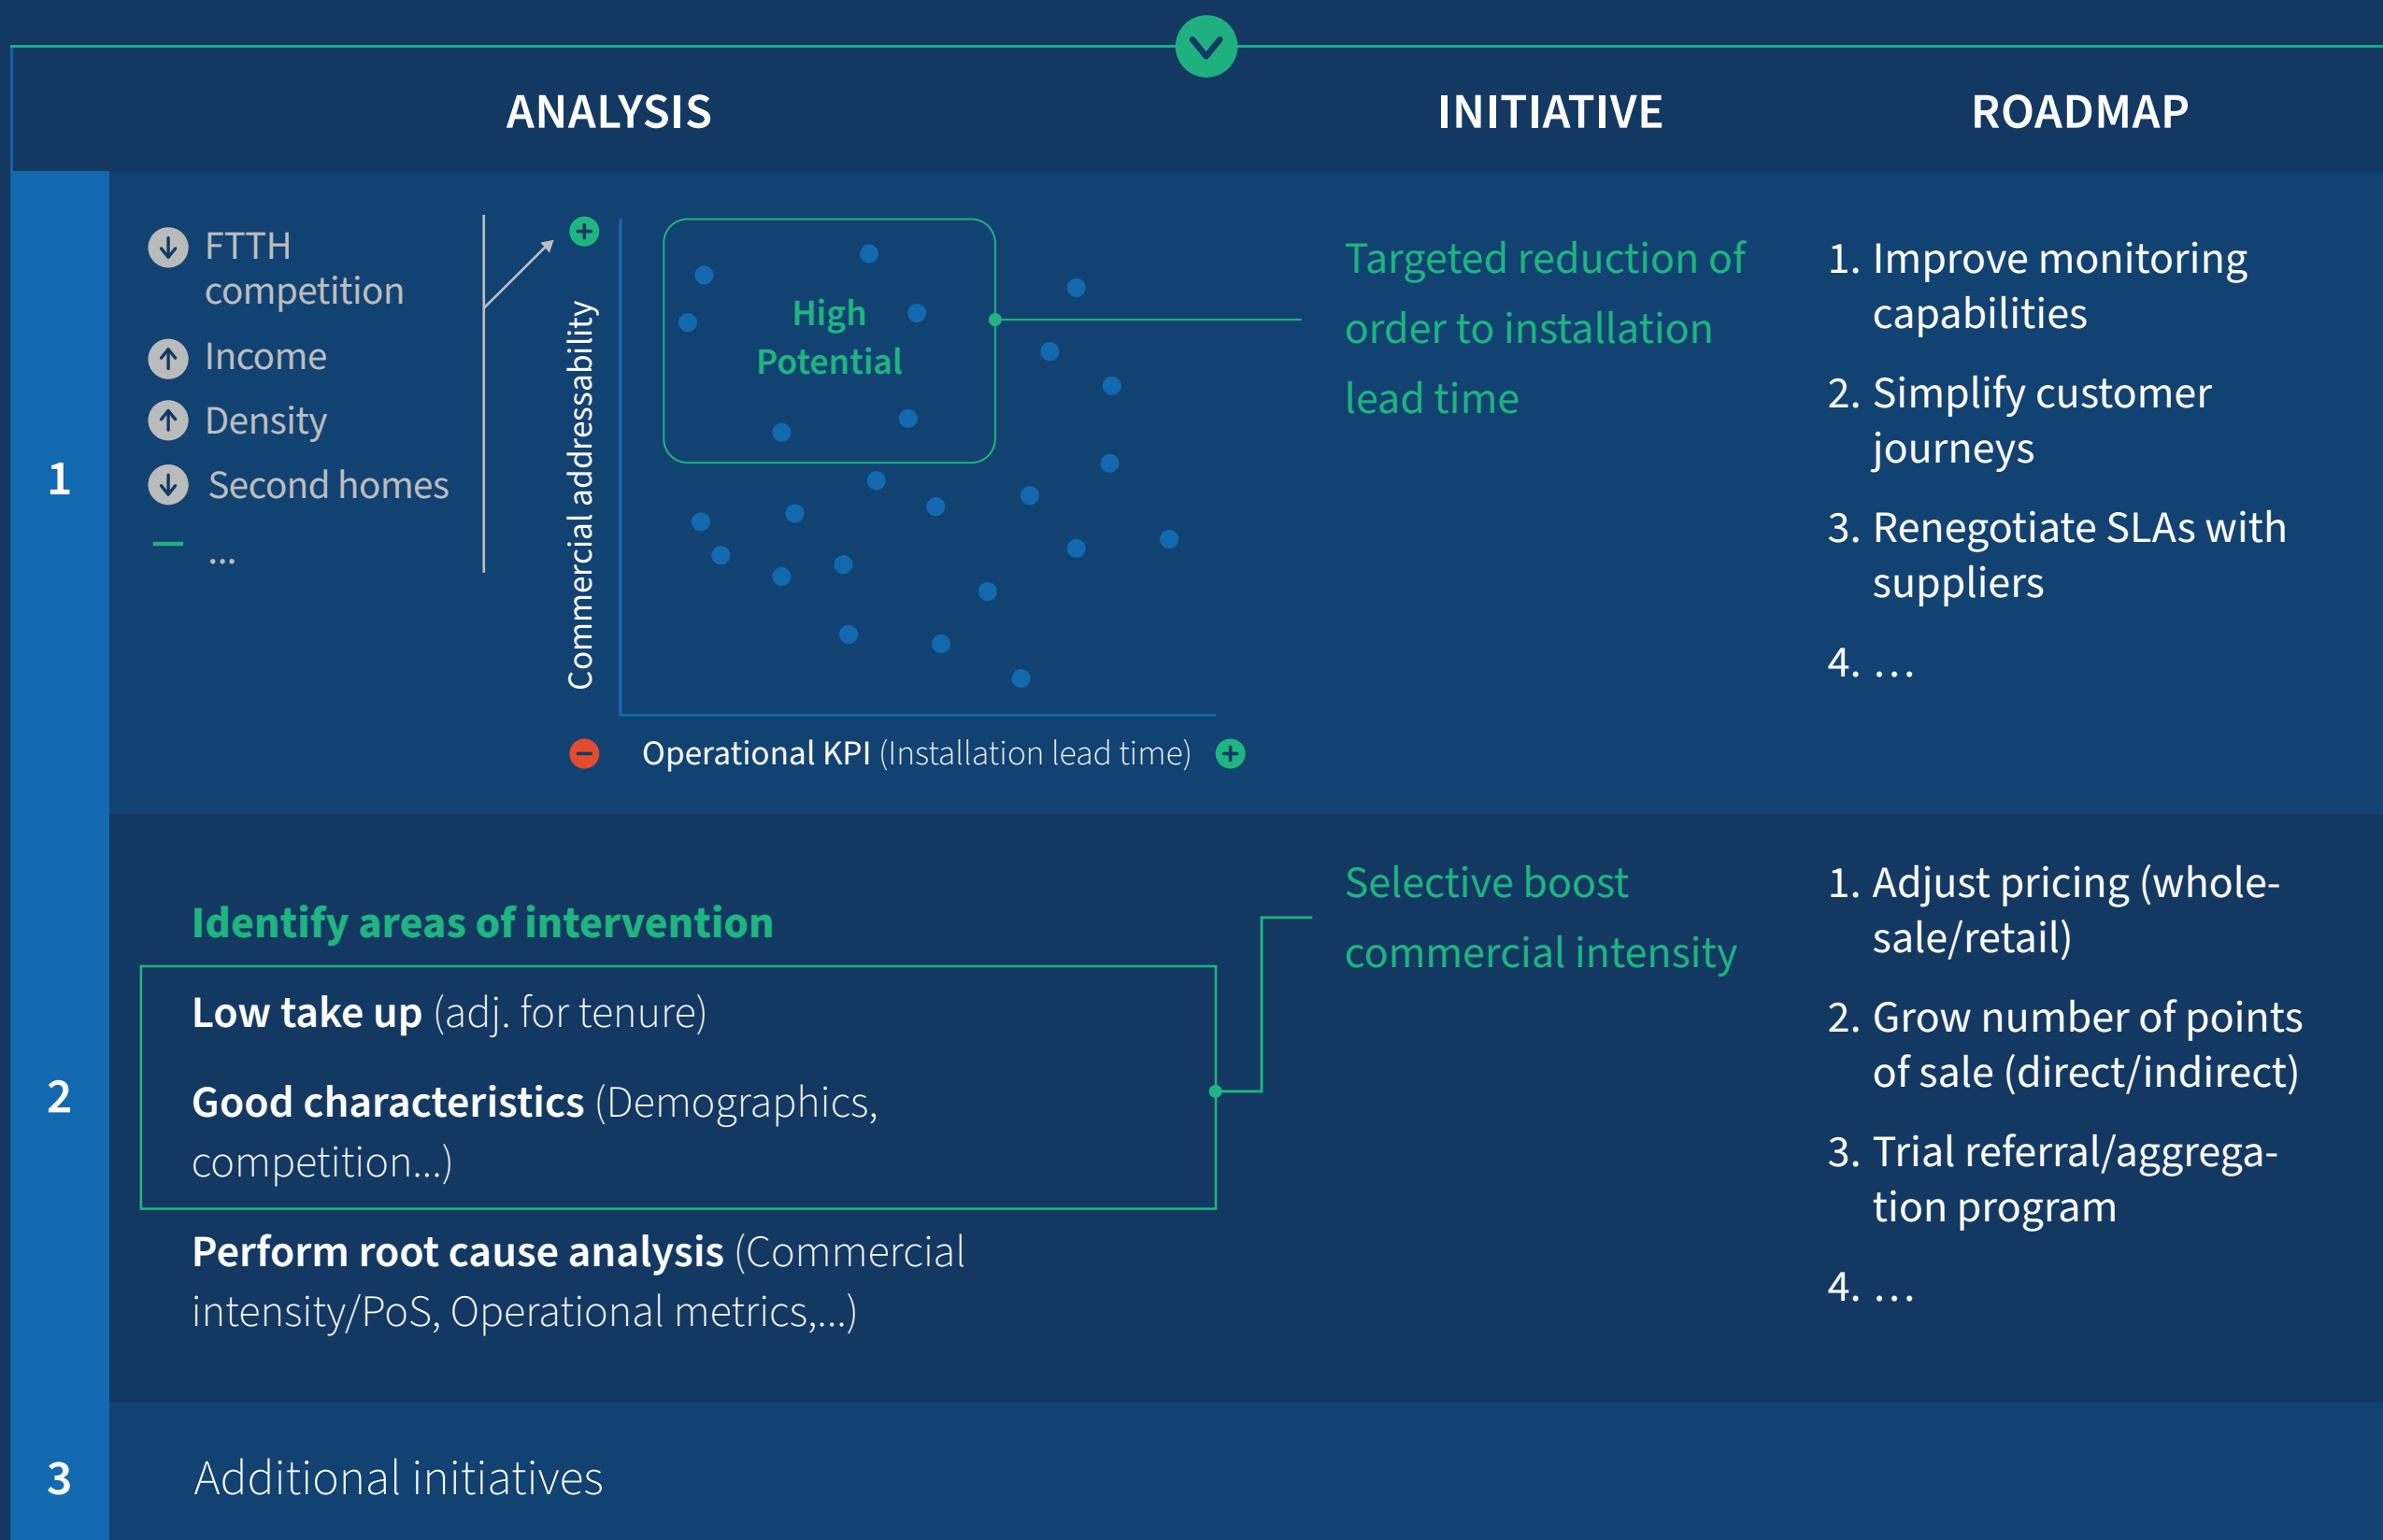 ANALYSIS
INITIATIVE
ROADMAP
1
FTTH
competition
Income
Density
Second homes
...
Commercial addressability
High
Potential
Operational KPI (Installation lead time)
Targeted reduction of
order to installation
lead time
1. Improve monitoring
capabilities
2. Simplify customer
journeys
3. Renegotiate SLAs with
suppliers
4. …
2
Identify areas of intervention
Low take up (adj. for tenure)
Good characteristics (Demographics,
competition...)
Perform root cause analysis (Commercial
intensity/PoS, Operational metrics,...)
Selective boost
commercial intensity
1. Adjust pricing (whole-
sale/retail)
2. Grow number of points
of sale (direct/indirect)
3. Trial referral/aggrega-
tion program
4. …
3
Additional initiatives